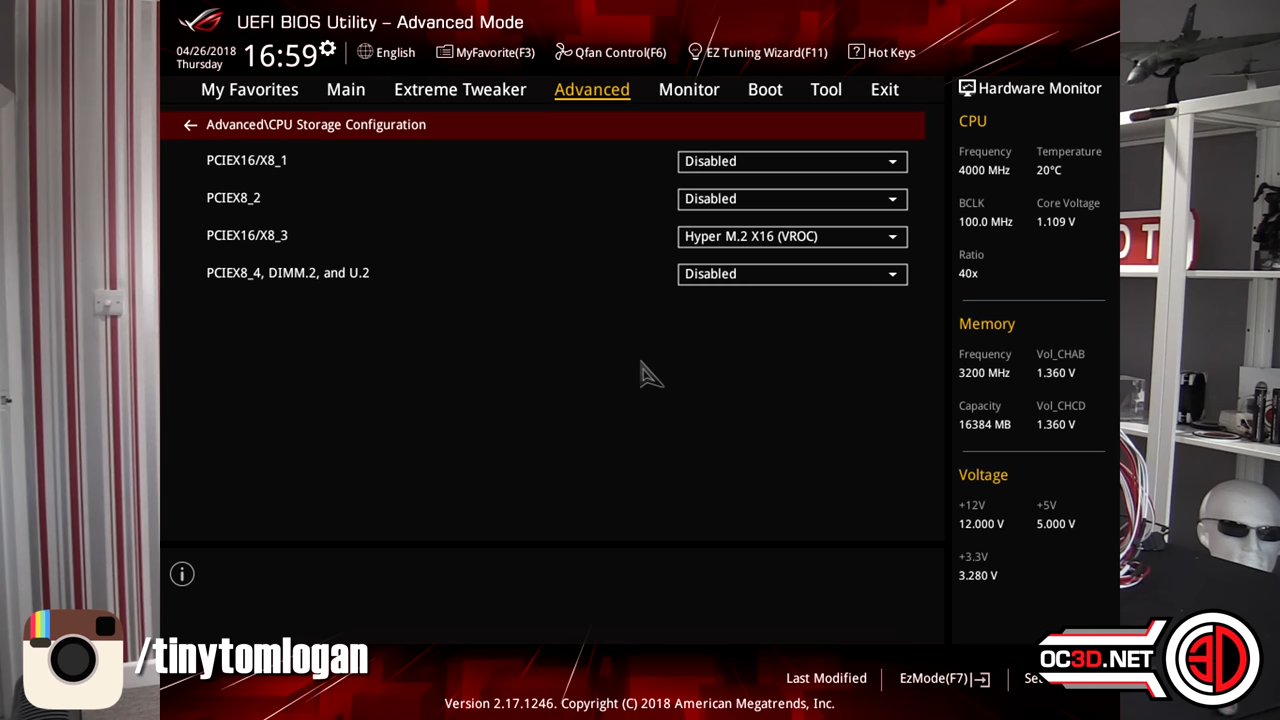 UEFI BIOS Utility – Advanced Mode
04/26/2018
Thursday
16:59
English
MyFavorite(F3)
Qfan Control(F6)
EZ Tuning Wizard(F11)
? Hot Keys
My Favorites
Main
Extreme Tweaker
Advanced
Monitor
Boot
Tool
Exit
Hardware Monitor
Advanced\CPU Storage Configuration
PCIEX16/X8_1
Disabled
PCIEX8_2
Disabled
PCIEX16/X8_3
Hyper M.2 X16 (VROC)
PCIEX8_4, DIMM.2, and U.2
Disabled
CPU
Frequency Temperature
4000 MHz 20°C
BCLK Core Voltage
100.0 MHz 1.109 V
Ratio
40x
Memory
Frequency Vol_CHAB
3200 MHz 1.360 V
Capacity Vol_CHCD
16384 MB 1.360 V
Voltage
+12V +5V
12.000 V 5.000 V
+3.3V
3.280 V
i
/tinytomlogan
OC3D.NET
3D
Last Modified
EzMode(F7)
Version 2.17.1246. Copyright (C) 2018 American Megatrends, Inc.